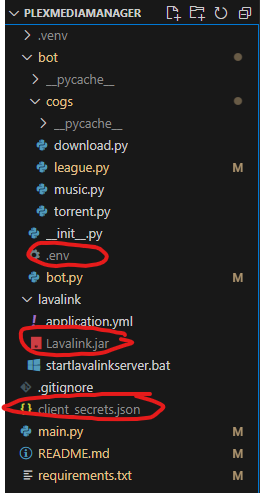 PLEXMEDIAMANAGER
.venv
bot
__pycache__
cogs
__pycache__
download.py
league.py M
music.py
torrent.py
__init__.py
.env
bot.py M
lavalink
! application.yml
Lavalink.jar
startlavalinkserver.bat
.gitignore
{} client_secrets.json
main.py M
README.md M
requirements.txt M